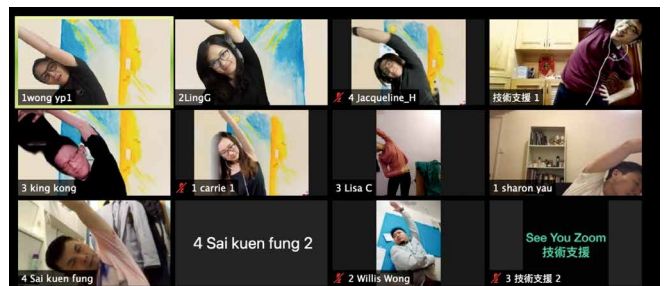 1wong yp1
2LingG
4 Jacqueline_H
技術支援 1
3 king kong
1 carrie 1
3 Lisa C
1 sharon yau
4 Sai kuen fung
4 Sai kuen fung 2
2 Willis Wong
See You Zoom
技術支援
3 技術支援 2